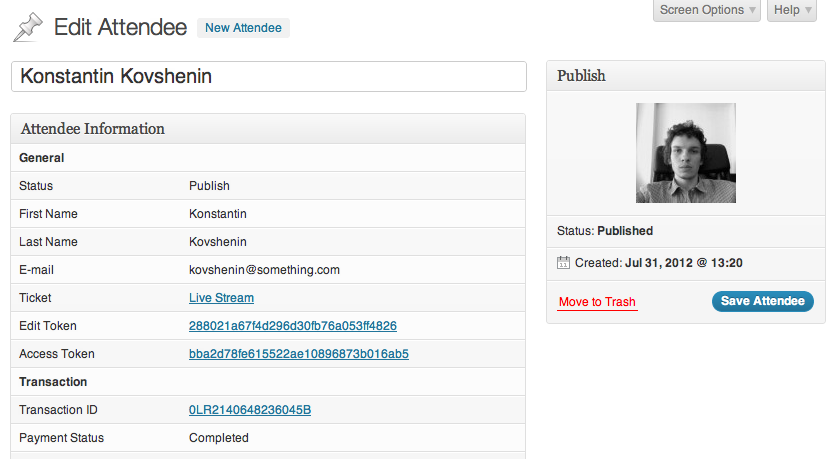 Screen Options Help
Edit Attendee New Attendee
Konstantin Kovshenin
Attendee Information
General
Status Publish
First Name Konstantin
Last Name Kovshenin
E-mail kovshenin@something.com
Ticket Live Stream
Edit Token 288021a67f4d296d30fb76a053ff4826
Access Token bba2d78fe615522ae10896873b016ab5
Transaction
Transaction ID 0LR2140648236045B
Payment Status Completed
Publish
Status: Published
11 Created: Jul 31, 2012 @ 13:20
Move to Trash Save Attendee